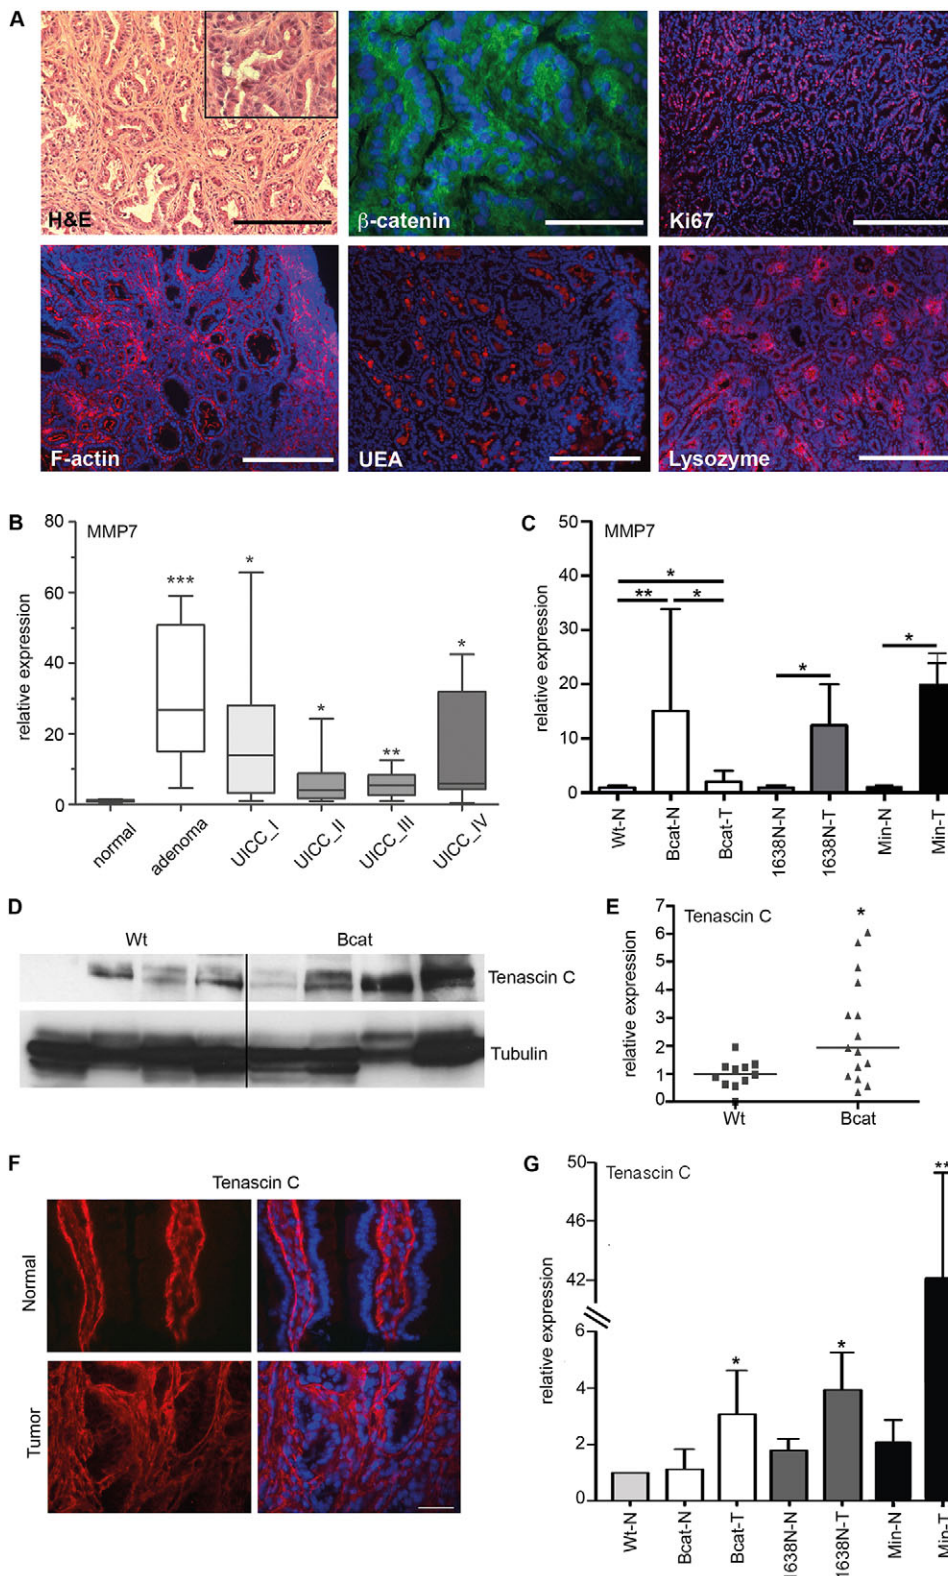 A
H&E
β-catenin
Ki67
F-actin
UEA
Lysozyme
B
MMP7
relative expression
80
60
40
20
0
***
*
*
**
*
normal
adenoma
UICC_I
UICC_II
UICC_III
UICC_IV
C
MMP7
relative expression
50
40
30
20
10
0
*
**
*
*
*
Wt-N
Bcat-N
Bcat-T
1638N-N
1638N-T
Min-N
Min-T
D
Wt
Bcat
Tenascin C
Tubulin
E
Tenascin C
relative expression
7
6
5
4
3
2
1
0
*
Wt
Bcat
F
Tenascin C
Normal
Tumor
G
Tenascin C
relative expression
50
46
42
6
4
2
0
*
*
**
Wt-N
Bcat-N
Bcat-T
1638N-N
1638N-T
Min-N
Min-T